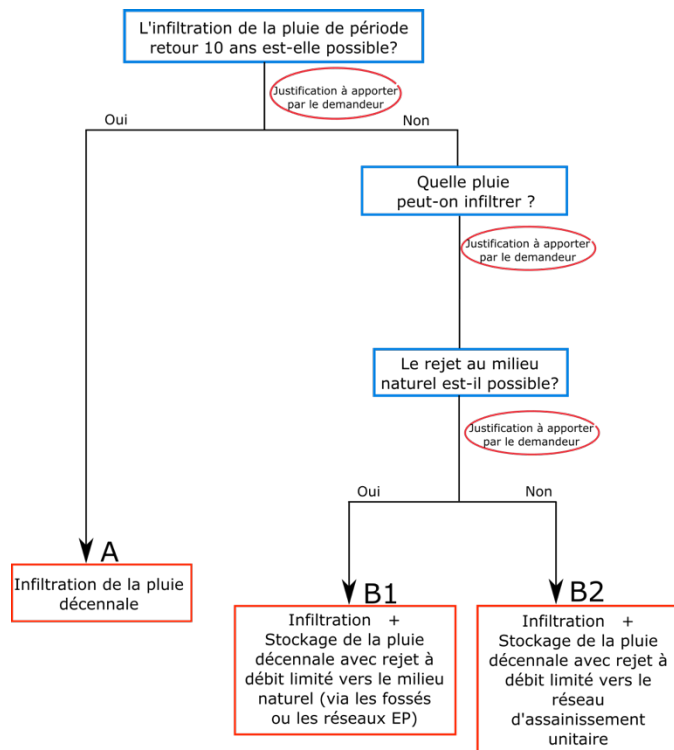 L'infiltration de la pluie de période
retour 10 ans est-elle possible?
Justification à apporter
par le demandeur
Oui
Non
Quelle pluie
peut-on infiltrer ?
Justification à apporter
par le demandeur
Le rejet au milieu
naturel est-il possible?
Justification à apporter
par le demandeur
Oui
Non
A
Infiltration de la pluie
décennale
B1
Infiltration +
Stockage de la pluie
décennale avec rejet à
débit limité vers le milieu
naturel (via les fossés
ou les réseaux EP)
B2
Infiltration +
Stockage de la pluie
décennale avec rejet à
débit limité vers le
réseau
d'assainissement
unitaire